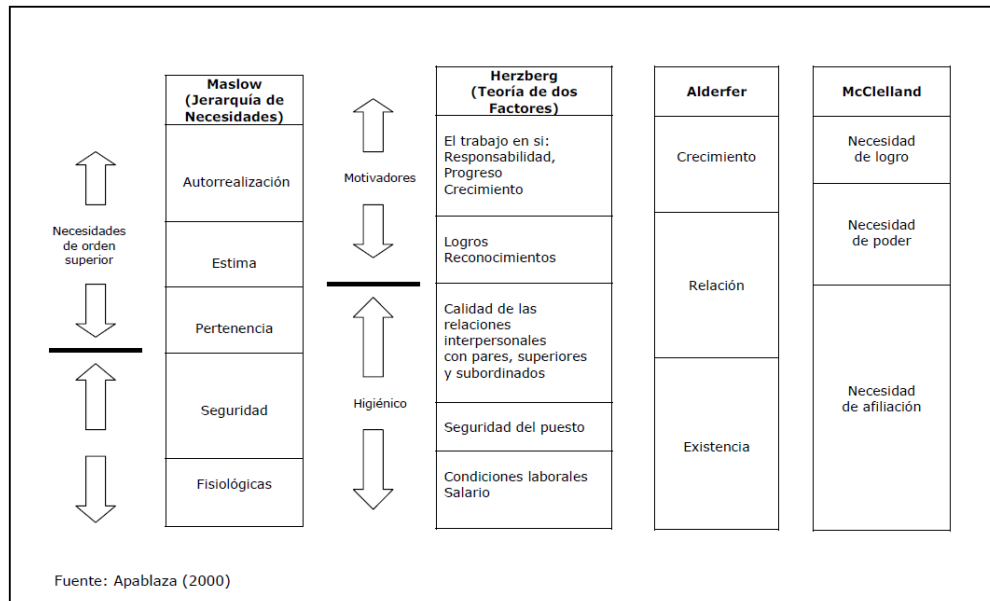 Maslow
(Jerarquía de
Necesidades)
Autorrealización
Estima
Pertenencia
Seguridad
Fisiológicas
Necesidades
de orden
superior
Herzberg
(Teoría de dos
Factores)
El trabajo en si:
Responsabilidad,
Progreso
Crecimiento
Logros
Reconocimientos
Calidad de las
relaciones
interpersonales
con pares, superiores
y subordinados
Seguridad del puesto
Condiciones laborales
Salario
Motivadores
Higiénico
Alderfer
Crecimiento
Relación
Existencia
McClelland
Necesidad
de logro
Necesidad
de poder
Necesidad
de afiliación
Fuente: Apablaza (2000)